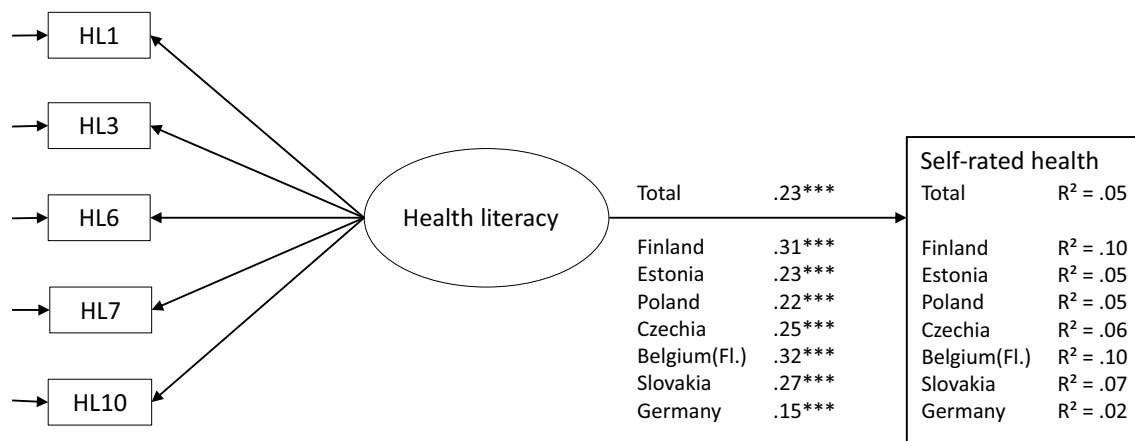 HL1
HL3
HL6
HL7
HL10
Health literacy
Total .23***
Finland .31***
Estonia .23***
Poland .22***
Czechia .25***
Belgium(Fl.) .32***
Slovakia .27***
Germany .15***
Self-rated health
Total R² = .05
Finland R² = .10
Estonia R² = .05
Poland R² = .05
Czechia R² = .06
Belgium(Fl.) R² = .10
Slovakia R² = .07
Germany R² = .02